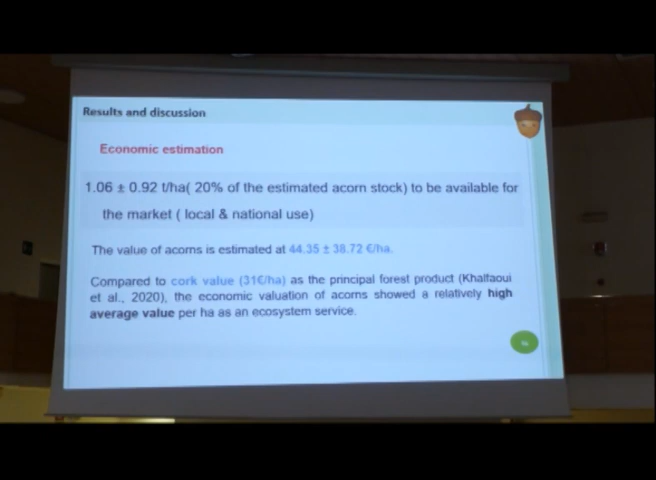 Results and discussion
Economic estimation
1.06 ± 0.92 t/ha( 20% of the estimated acorn stock) to be available for
the market ( local & national use)
The value of acorns is estimated at 44.35 ± 38.72 €/ha.
Compared to cork value (31€/ha) as the principal forest product (Khalfaoui
et al., 2020), the economic valuation of acorns showed a relatively high
average value per ha as an ecosystem service.